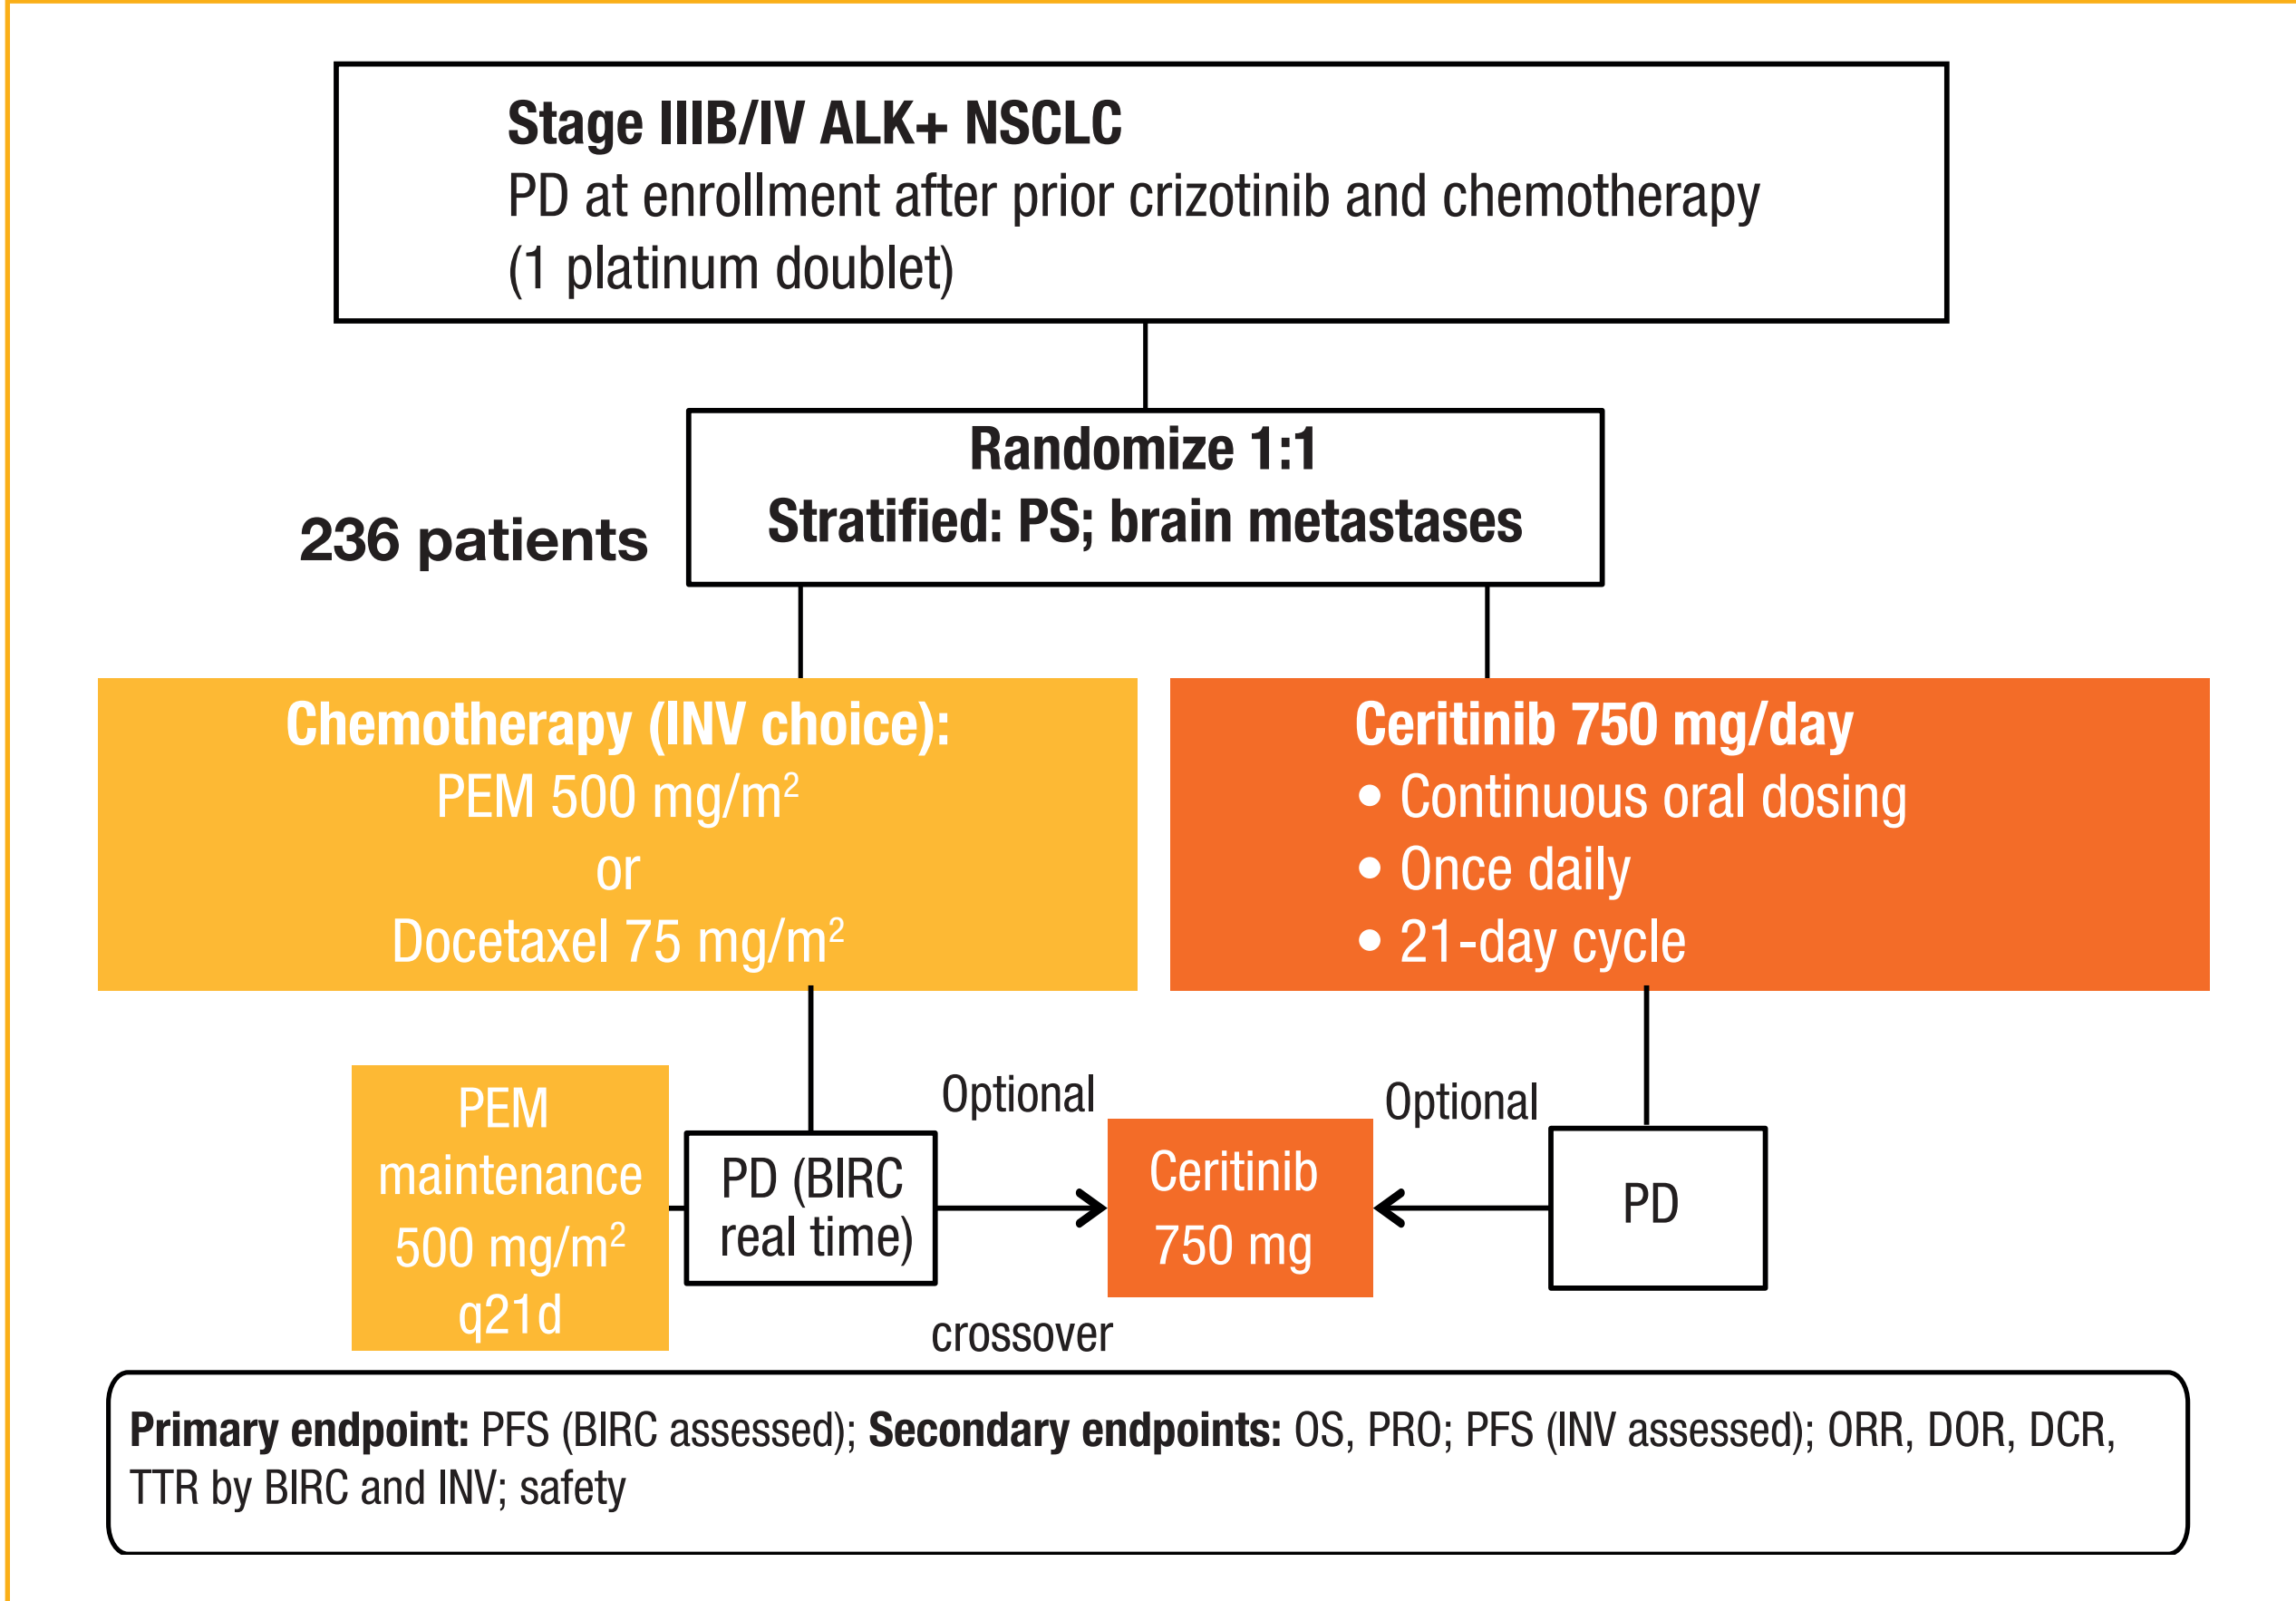 Stage IIIB/IV ALK+ NSCLC
PD at enrollment after prior crizotinib and chemotherapy
(1 platinum doublet)
Randomize 1:1
Stratified: PS; brain metastases
236 patients
Chemotherapy (INV choice):
PEM 500 mg/m²
or
Docetaxel 75 mg/m²
Ceritinib 750 mg/day
• Continuous oral dosing
• Once daily
• 21-day cycle
PEM
maintenance
500 mg/m²
q21d
PD (BIRC
real time)
Optional
crossover
Ceritinib
750 mg
Optional
PD
Primary endpoint: PFS (BIRC assessed); Secondary endpoints: OS, PRO; PFS (INV assessed); ORR, DOR, DCR,
TTR by BIRC and INV; safety